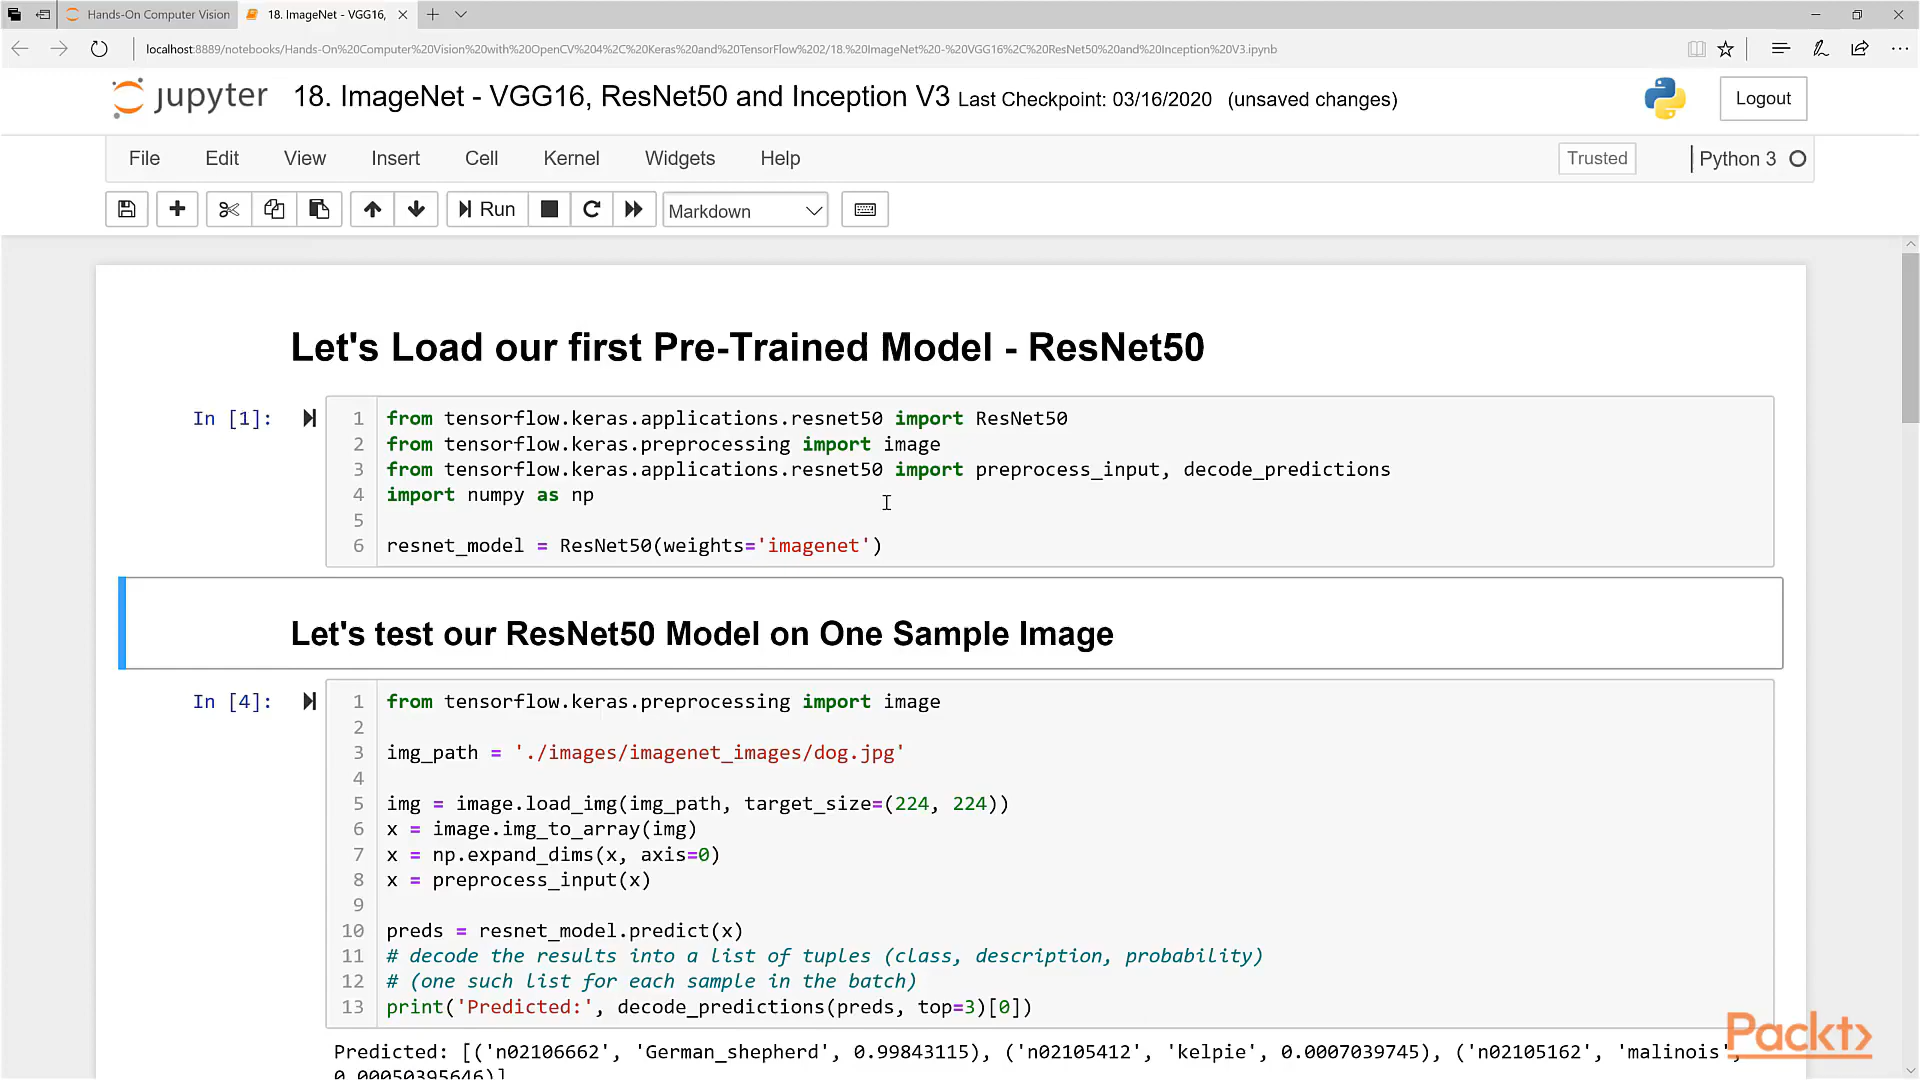 Hands-On Computer Vision
18. ImageNet - VGG16,
localhost:8889/notebooks/Hands-On%20Computer%20Vision%20with%20OpenCV%204%2C%20Keras%20and%20TensorFlow%202/18.%20ImageNet%20-%20VGG16%2C%20ResNet50%20and%20Inception%20V3.ipynb
jupyter 18. ImageNet - VGG16, ResNet50 and Inception V3 Last Checkpoint: 03/16/2020 (unsaved changes)
Logout
File Edit View Insert Cell Kernel Widgets Help
Trusted
Python 3
Run
Markdown
Let's Load our first Pre-Trained Model - ResNet50
In [1]:
1 from tensorflow.keras.applications.resnet50 import ResNet50
2 from tensorflow.keras.preprocessing import image
3 from tensorflow.keras.applications.resnet50 import preprocess_input, decode_predictions
4 import numpy as np
5
6 resnet_model = ResNet50(weights='imagenet')
Let's test our ResNet50 Model on One Sample Image
In [4]:
1 from tensorflow.keras.preprocessing import image
2
3 img_path = './images/imagenet_images/dog.jpg'
4
5 img = image.load_img(img_path, target_size=(224, 224))
6 x = image.img_to_array(img)
7 x = np.expand_dims(x, axis=0)
8 x = preprocess_input(x)
9
10 preds = resnet_model.predict(x)
11 # decode the results into a list of tuples (class, description, probability)
12 # (one such list for each sample in the batch)
13 print('Predicted:', decode_predictions(preds, top=3)[0])
Predicted: [('n02106662', 'German_shepherd', 0.99843115), ('n02105412', 'kelpie', 0.0007039745), ('n02105162', 'malinois',
0.00050395646)]
Packt>